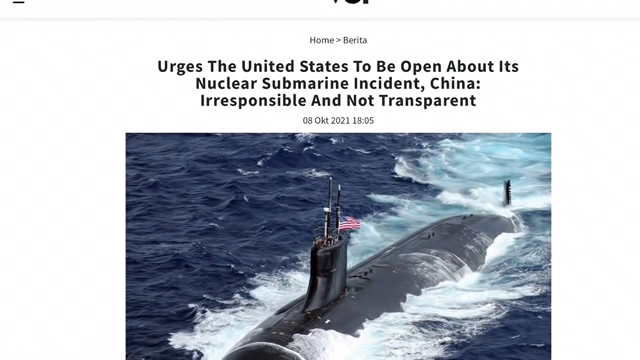 Home > Berita
Urges The United States To Be Open About Its
Nuclear Submarine Incident, China:
Irresponsible And Not Transparent
08 Okt 2021 18:05